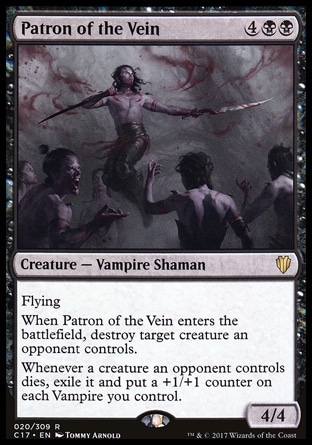 Patron of the Vein 4
Creature — Vampire Shaman
Flying
When Patron of the Vein enters the
battlefield, destroy target creature an
opponent controls.
Whenever a creature an opponent controls
dies, exile it and put a +1/+1 counter on
each Vampire you control.
4/4
020/309 R
C17 • EN TOMMY ARNOLD
™ & © 2017 Wizards of the Coast